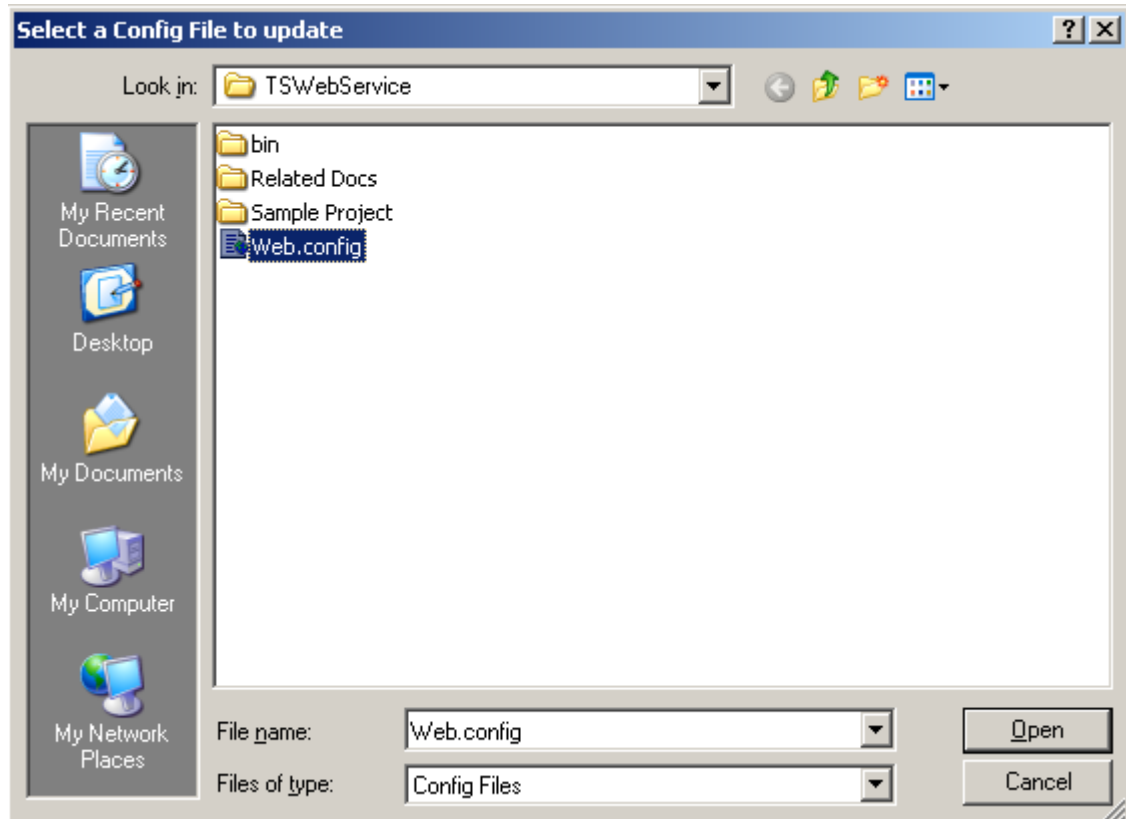 Select a Config File to update
Look in: TSWebService
bin
Related Docs
Sample Project
Web.config
My Recent
Documents
Desktop
My Documents
My Computer
My Network
Places
File name: Web.config Open
Files of type: Config Files Cancel